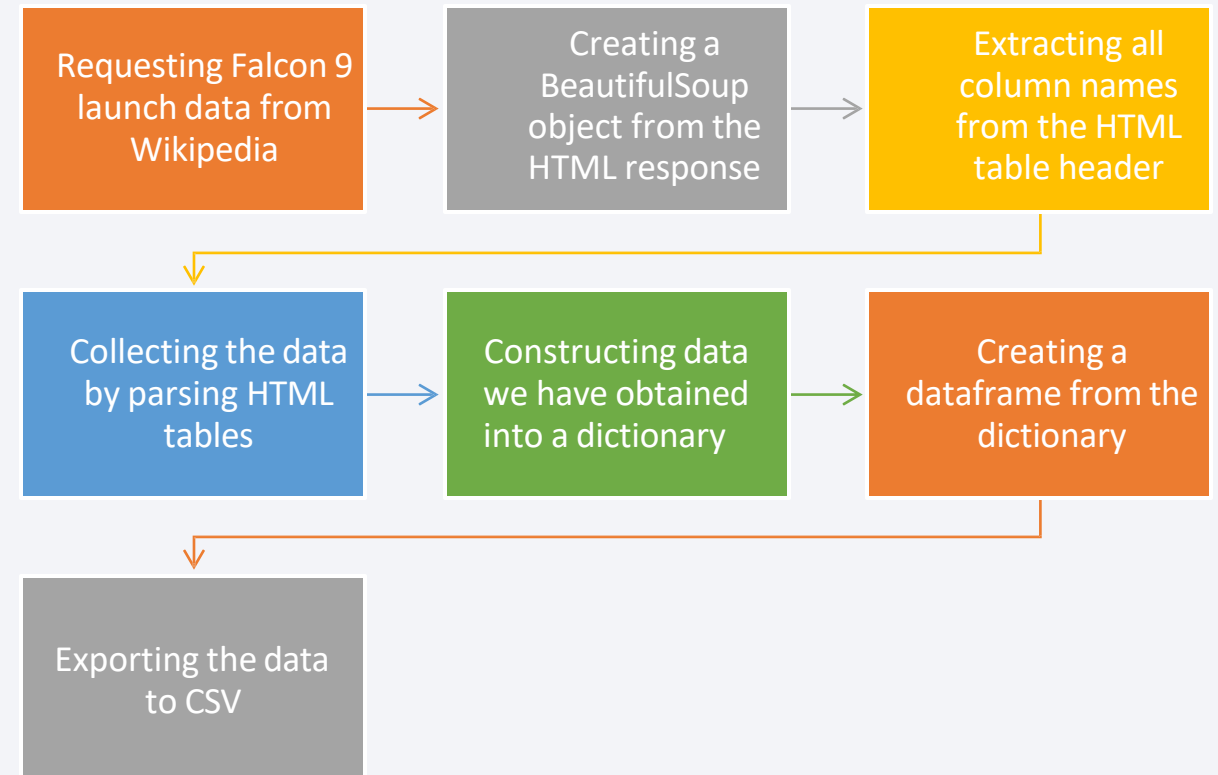 Requesting Falcon 9
launch data from
Wikipedia
Creating a
BeautifulSoup
object from the
HTML response
Extracting all
column names
from the HTML
table header
Collecting the data
by parsing HTML
tables
Constructing data
we have obtained
into a dictionary
Creating a
dataframe from the
dictionary
Exporting the data
to CSV